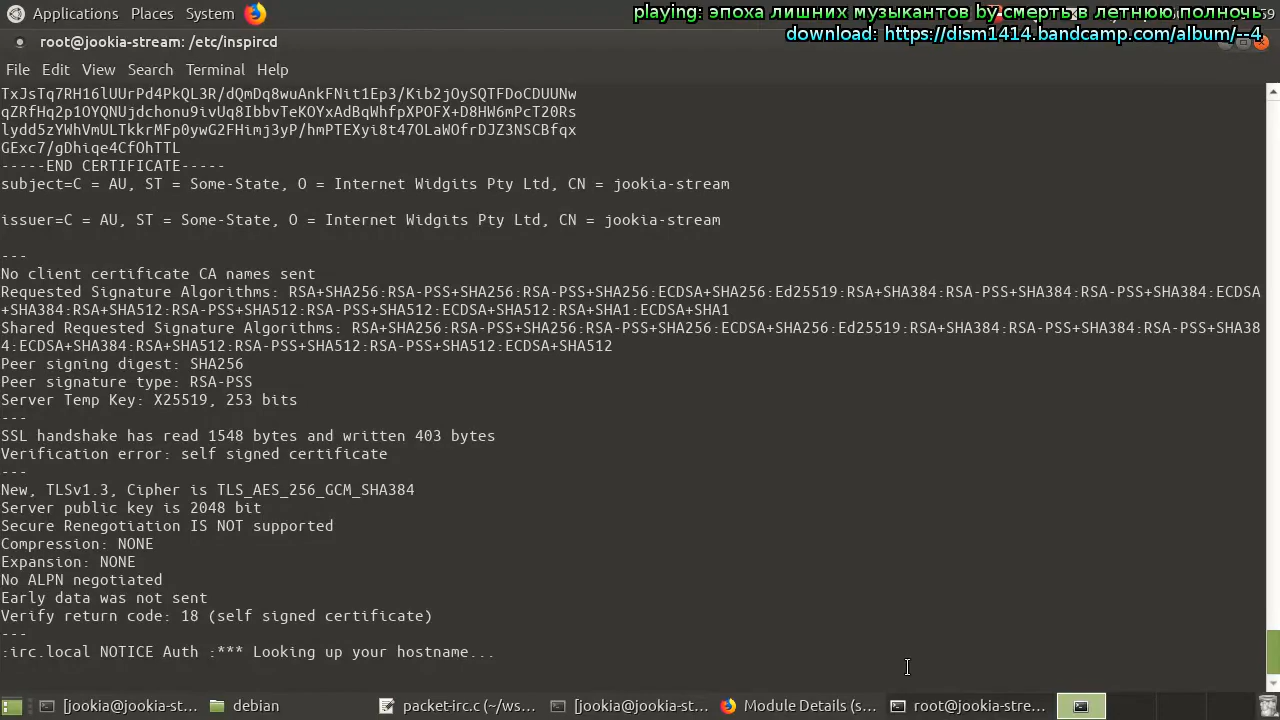 Applications Places System
playing: эпоха лишних музыкантов by смерть в летнюю полночь
download: https://dism1414.bandcamp.com/album/--4
root@jookia-stream: /etc/inspircd
File Edit View Search Terminal Help
TxJsTq7RH16lUUrPd4PkQL3R/dQmDq8wuAnkFNit1Ep3/Kib2jOySQTFDoCDUUNw
qZRfHq2p1OYQNUjdchonu9ivUq8IbbvTeKOYxAdBqWhfpXPOFX+D8HW6mPcT20Rs
lydd5zYWhVmULTkkrMFp0ywG2FHimj3yP/hmPTEXyi8t47OLaWOfrDJZ3NSCBfqx
GExc7/gDhiqe4CfOhTTL
-----END CERTIFICATE-----
subject=C = AU, ST = Some-State, O = Internet Widgits Pty Ltd, CN = jookia-stream
issuer=C = AU, ST = Some-State, O = Internet Widgits Pty Ltd, CN = jookia-stream
---
No client certificate CA names sent
Requested Signature Algorithms: RSA+SHA256:RSA-PSS+SHA256:RSA-PSS+SHA256:ECDSA+SHA256:Ed25519:RSA+SHA384:RSA-PSS+SHA384:RSA-PSS+SHA384:ECDSA
+SHA384:RSA+SHA512:RSA-PSS+SHA512:RSA-PSS+SHA512:ECDSA+SHA512:RSA+SHA1:ECDSA+SHA1
Shared Requested Signature Algorithms: RSA+SHA256:RSA-PSS+SHA256:RSA-PSS+SHA256:ECDSA+SHA256:Ed25519:RSA+SHA384:RSA-PSS+SHA384:RSA-PSS+SHA38
4:ECDSA+SHA384:RSA+SHA512:RSA-PSS+SHA512:RSA-PSS+SHA512:ECDSA+SHA512
Peer signing digest: SHA256
Peer signature type: RSA-PSS
Server Temp Key: X25519, 253 bits
---
SSL handshake has read 1548 bytes and written 403 bytes
Verification error: self signed certificate
---
New, TLSv1.3, Cipher is TLS_AES_256_GCM_SHA384
Server public key is 2048 bit
Secure Renegotiation IS NOT supported
Compression: NONE
Expansion: NONE
No ALPN negotiated
Early data was not sent
Verify return code: 18 (self signed certificate)
---
:irc.local NOTICE Auth :*** Looking up your hostname...
[jookia@jookia-st... debian packet-irc.c (~/ws... [jookia@jookia-st... Module Details (s... root@jookia-stre...